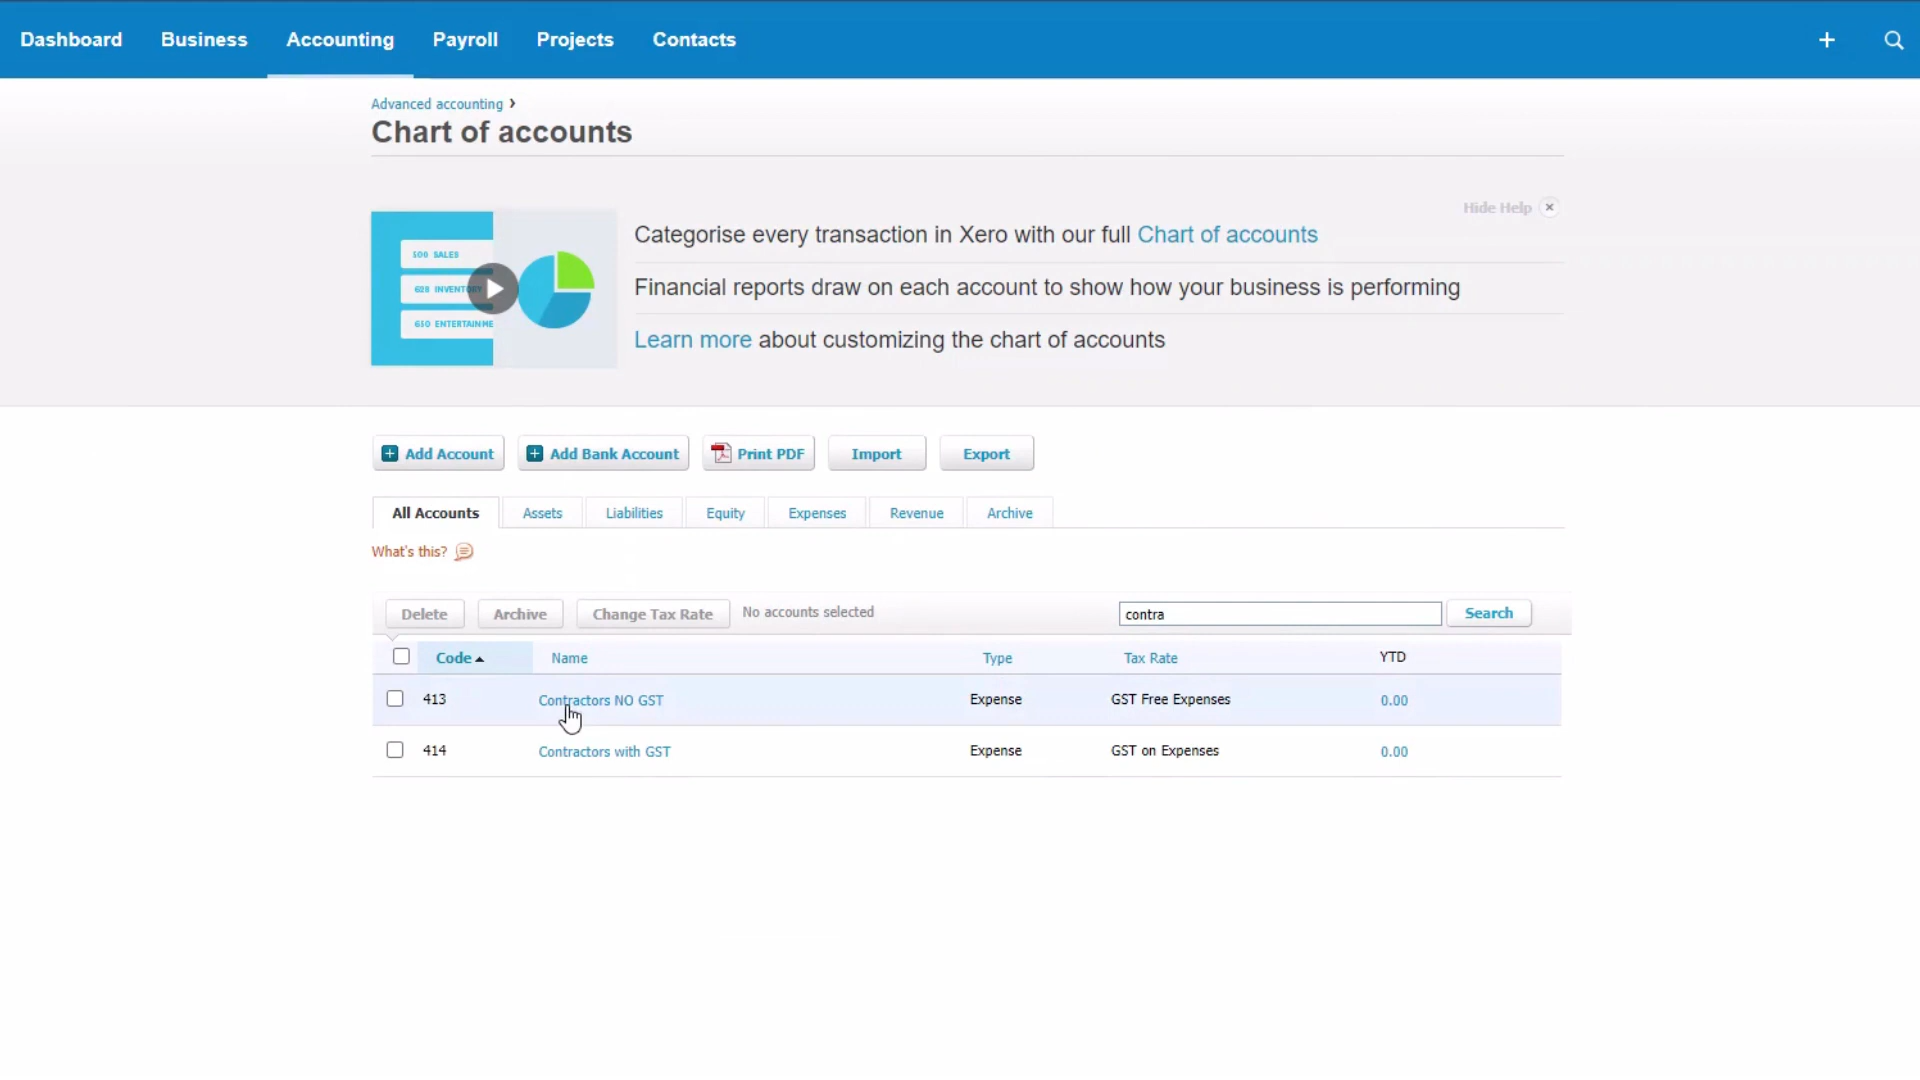 Dashboard Business Accounting Payroll Projects Contacts
Advanced accounting ›
Chart of accounts
Hide Help
500 SALES
628 INVENTORY
650 ENTERTAINME
Categorise every transaction in Xero with our full Chart of accounts
Financial reports draw on each account to show how your business is performing
Learn more about customizing the chart of accounts
Add Account Add Bank Account Print PDF Import Export
All Accounts Assets Liabilities Equity Expenses Revenue Archive
What's this?
Delete Archive Change Tax Rate No accounts selected contra Search
Code Name Type Tax Rate YTD
413 Contractors NO GST Expense GST Free Expenses 0.00
414 Contractors with GST Expense GST on Expenses 0.00